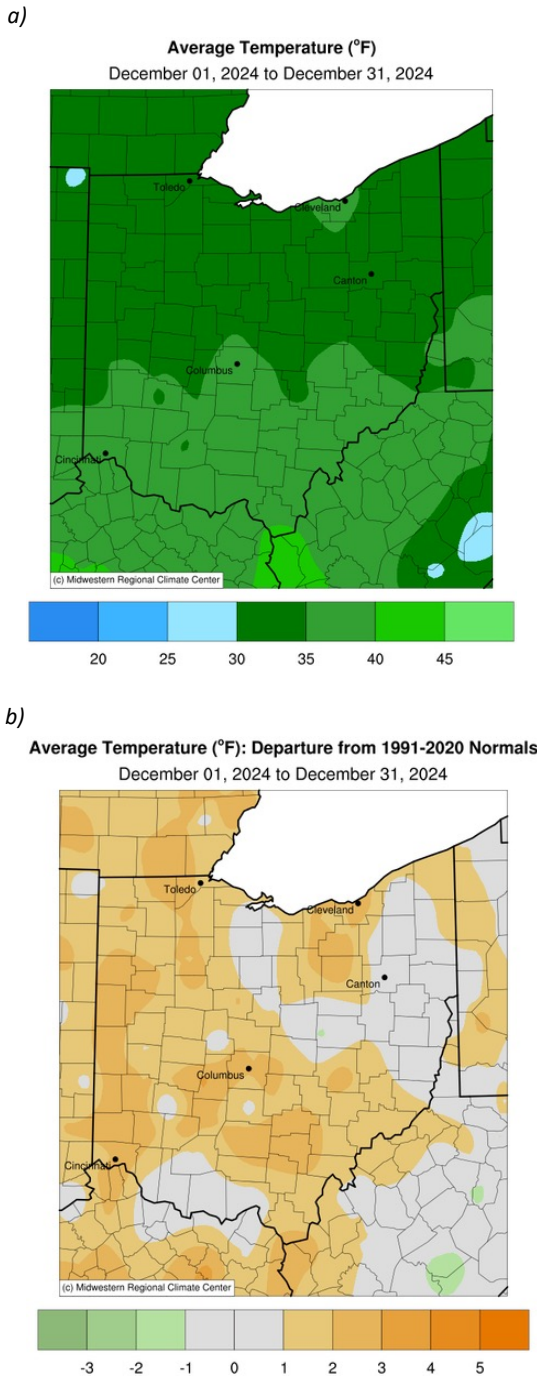 a)
Average Temperature (°F)
December 01, 2024 to December 31, 2024
Toledo
Cleveland
Canton
Columbus
Cincinnati
(c) Midwestern Regional Climate Center
20 25 30 35 40 45
b)
Average Temperature (°F): Departure from 1991-2020 Normals
December 01, 2024 to December 31, 2024
Toledo
Cleveland
Canton
Columbus
Cincinnati
(c) Midwestern Regional Climate Center
-3 -2 -1 0 1 2 3 4 5